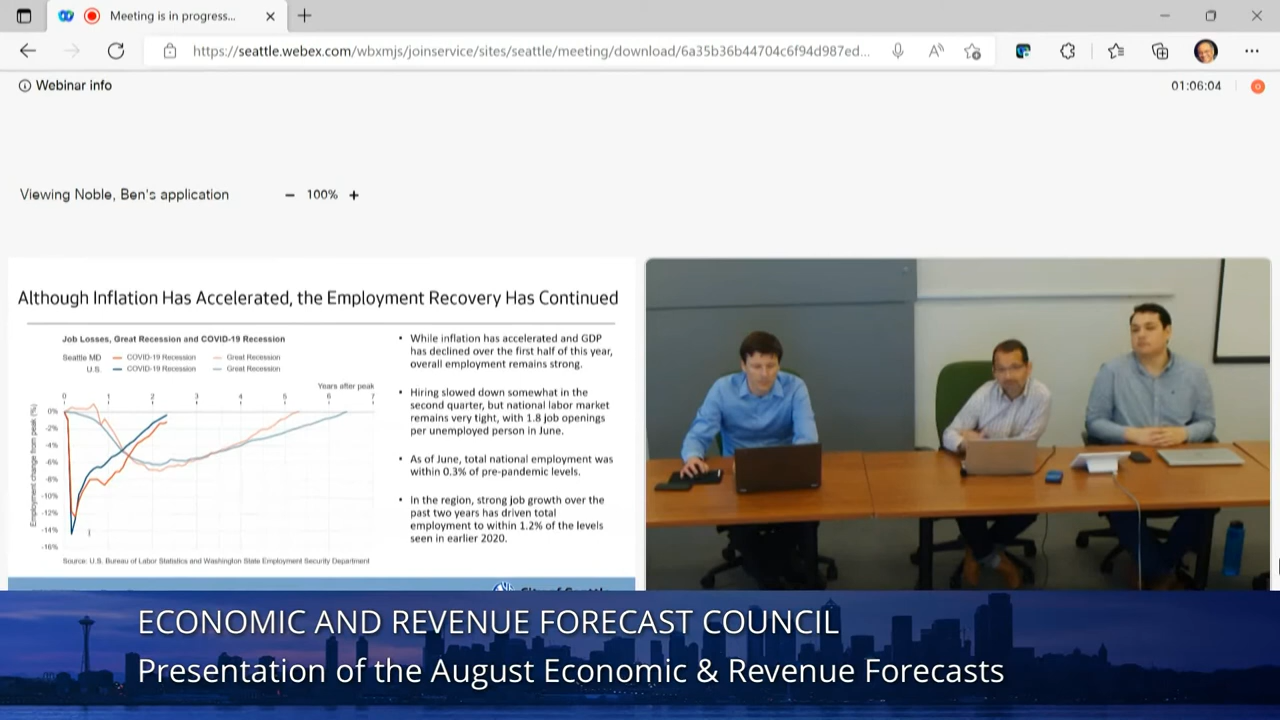 Meeting is in progress...
https://seattle.webex.com/wbxmjs/joinservice/sites/seattle/meeting/download/6a35b36b44704c6f94d987ed...
Webinar info
01:06:04
Viewing Noble, Ben's application
100%
Although Inflation Has Accelerated, the Employment Recovery Has Continued
Job Losses, Great Recession and COVID-19 Recession
Seattle MD COVID-19 Recession Great Recession
U.S. COVID-19 Recession Great Recession
Years after peak
0 1 2 3 4 5 6 7
Employment change from peak (%)
0%
-2%
-4%
-6%
-8%
-10%
-12%
-14%
-16%
Source: U.S. Bureau of Labor Statistics and Washington State Employment Security Department
• While inflation has accelerated and GDP
has declined over the first half of this year,
overall employment remains strong.
• Hiring slowed down somewhat in the
second quarter, but national labor market
remains very tight, with 1.8 job openings
per unemployed person in June.
• As of June, total national employment was
within 0.3% of pre-pandemic levels.
• In the region, strong job growth over the
past two years has driven total
employment to within 1.2% of the levels
seen in earlier 2020.
ECONOMIC AND REVENUE FORECAST COUNCIL
Presentation of the August Economic & Revenue Forecasts